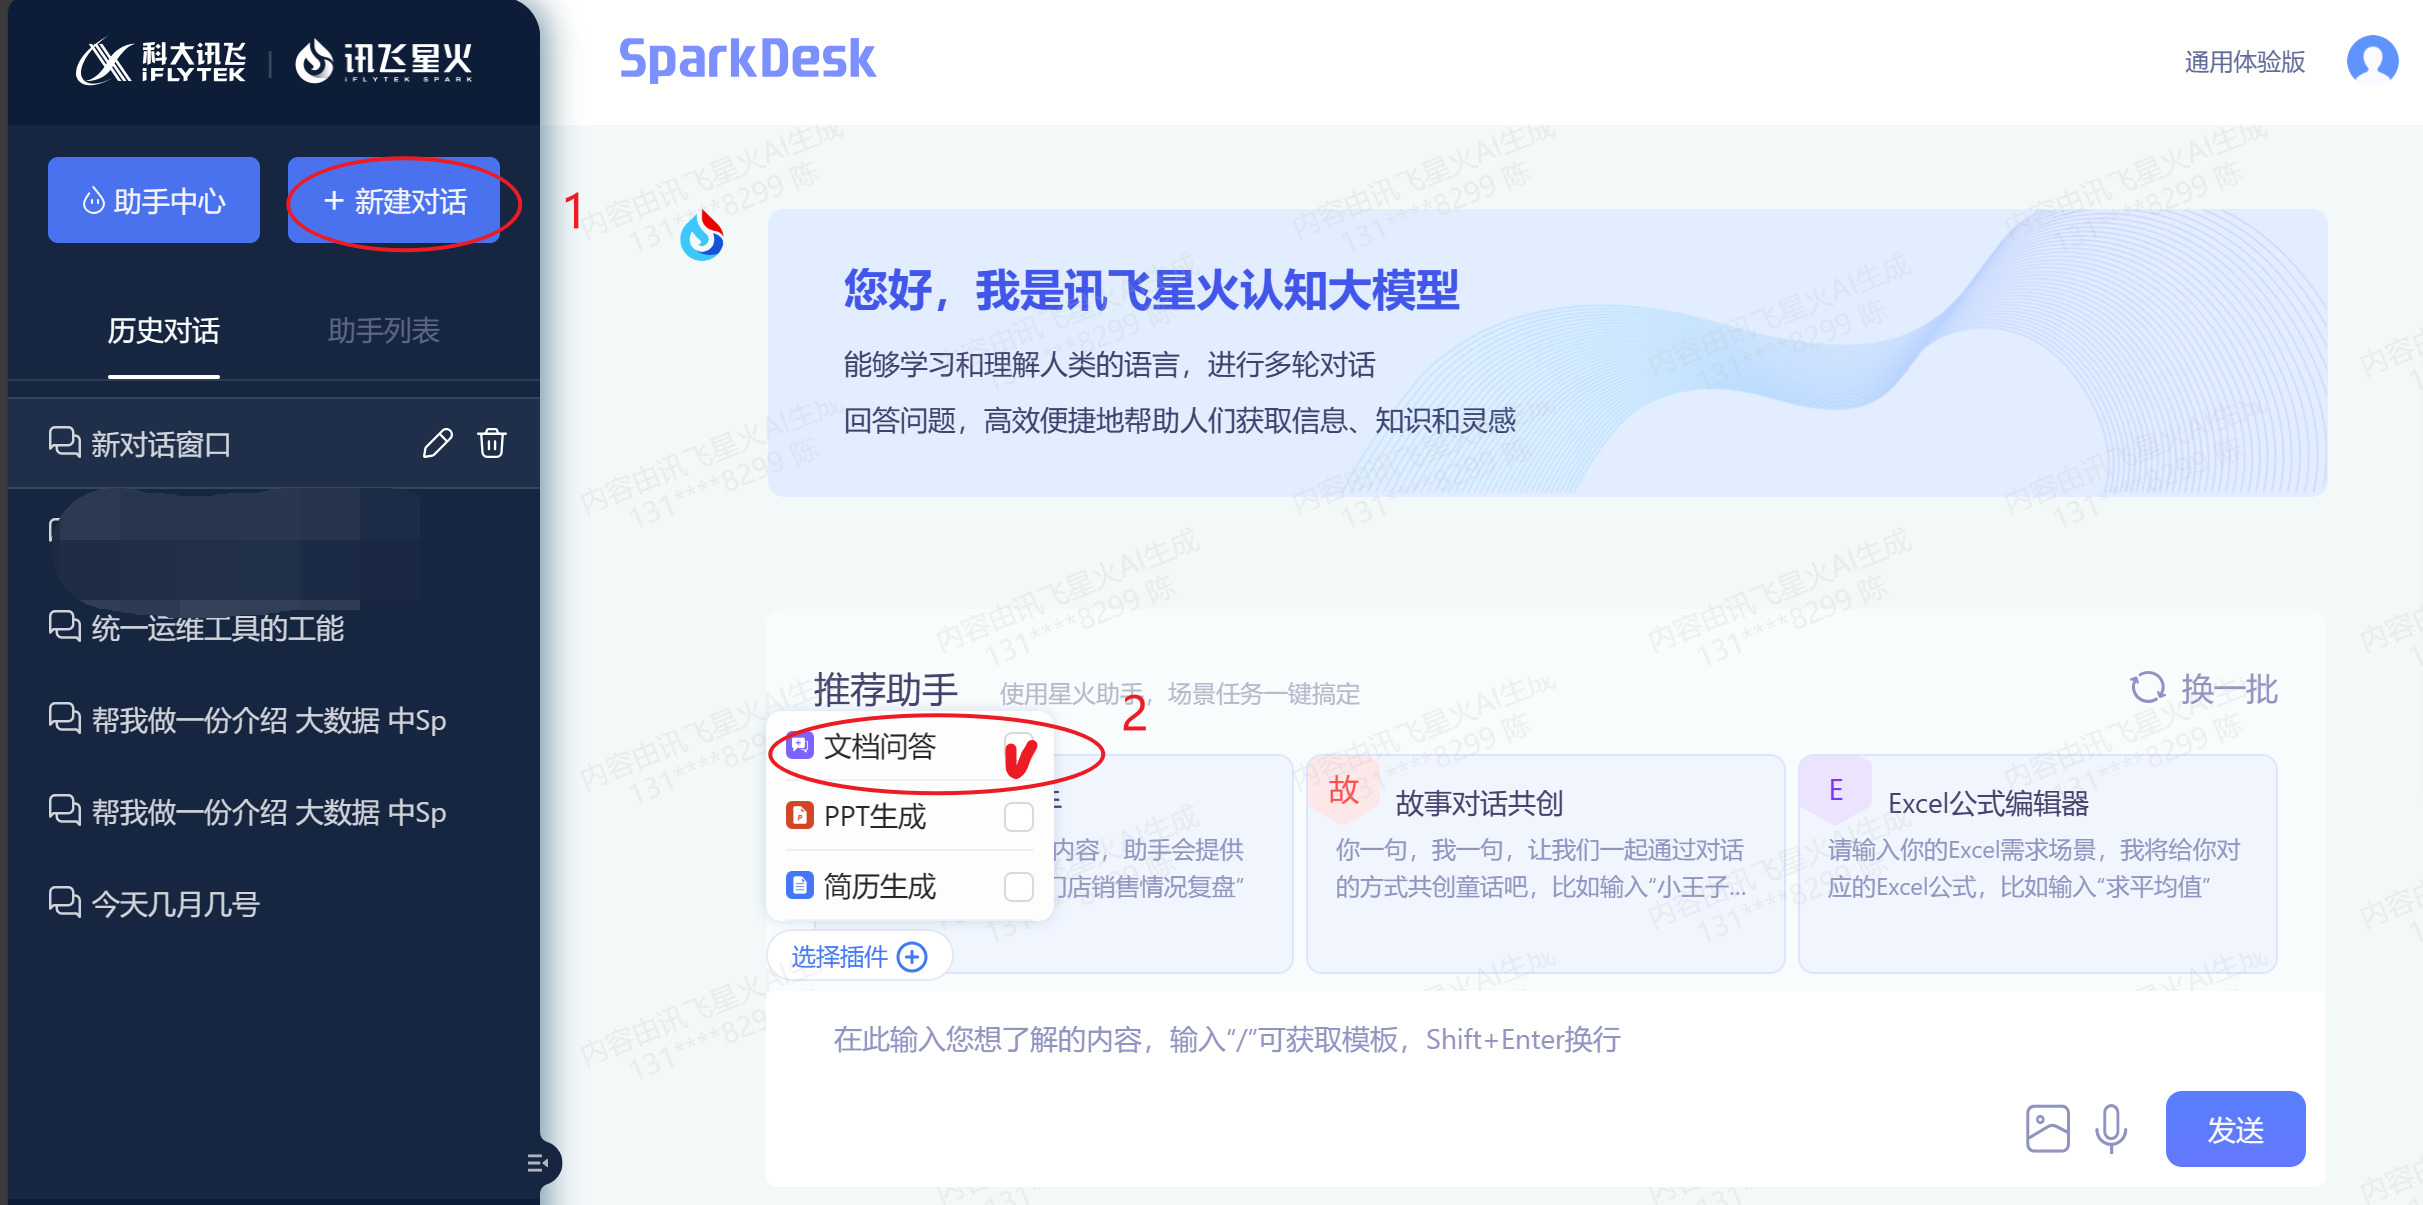 科大讯飞
iFLYTEK
讯飞星火
IFLYTEK SPARK
SparkDesk
通用体验版
助手中心
+ 新建对话
1
历史对话
助手列表
新对话窗口
统一运维工具的工能
帮我做一份介绍 大数据 中Sp
帮我做一份介绍 大数据 中Sp
今天几月几号
您好，我是讯飞星火认知大模型
能够学习和理解人类的语言，进行多轮对话
回答问题，高效便捷地帮助人们获取信息、知识和灵感
推荐助手
使用星火助手，场景任务一键搞定
2
换一批
文档问答
PPT生成
简历生成
内容，助手会提供
门店销售情况复盘”
故
故事对话共创
你一句，我一句，让我们一起通过对话
的方式共创童话吧，比如输入“小王子...
E
Excel公式编辑器
请输入你的Excel需求场景，我将给你对
应的Excel公式，比如输入“求平均值”
选择插件
在此输入您想了解的内容，输入“/”可获取模板，Shift+Enter换行
发送
内容由讯飞星火AI生成
131****8299 陈